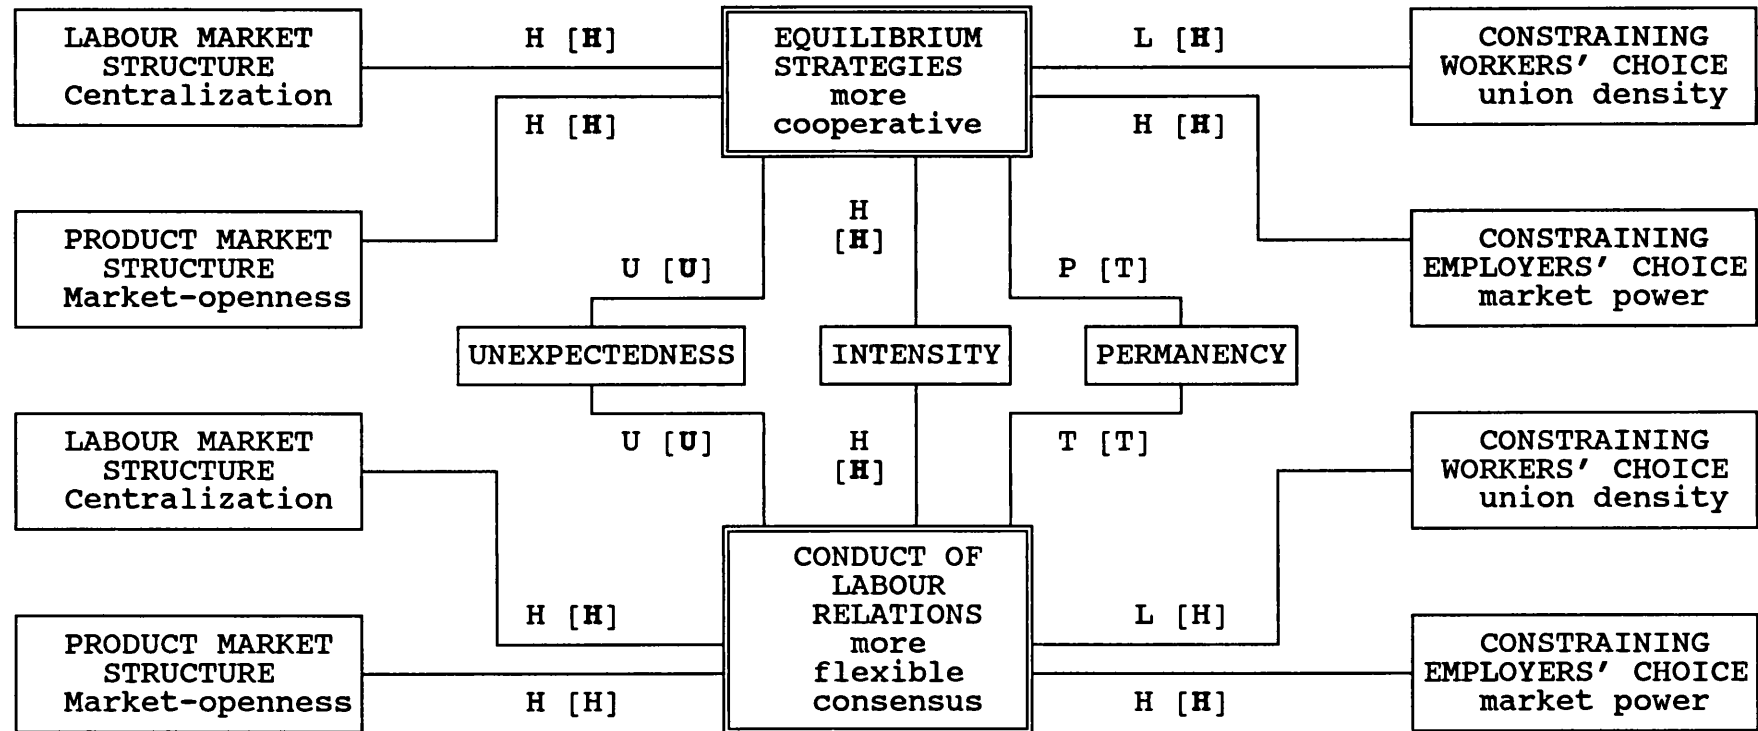 LABOUR MARKET
STRUCTURE
Centralization
H [H]
EQUILIBRIUM
STRATEGIES
more
cooperative
L [H]
CONSTRAINING
WORKERS' CHOICE
union density
H [H]
H [H]
PRODUCT MARKET
STRUCTURE
Market-openness
H
[H]
CONSTRAINING
EMPLOYERS' CHOICE
market power
U [U]
P [T]
UNEXPECTEDNESS
INTENSITY
PERMANENCY
LABOUR MARKET
STRUCTURE
Centralization
U [U]
H
[H]
T [T]
CONSTRAINING
WORKERS' CHOICE
union density
CONDUCT OF
LABOUR
RELATIONS
more
flexible
consensus
H [H]
L [H]
PRODUCT MARKET
STRUCTURE
Market-openness
H [H]
H [H]
CONSTRAINING
EMPLOYERS' CHOICE
market power